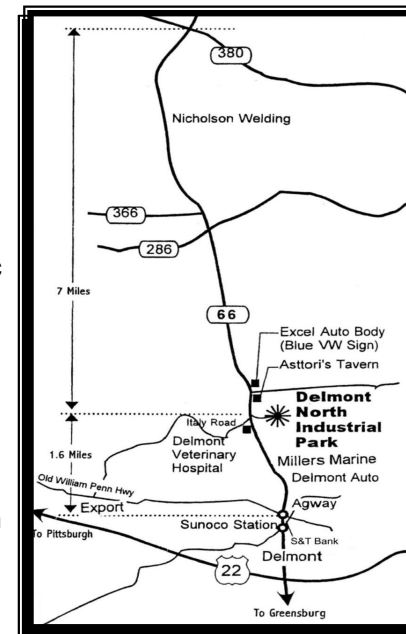 380
Nicholson Welding
366
286
7 Miles
66
Excel Auto Body
(Blue VW Sign)
Asttori's Tavern
Delmont
North
Industrial
Park
Italy Road
Delmont
Veterinary
Hospital
1.6 Miles
Millers Marine
Delmont Auto
Old William Penn Hwy
Export
Agway
Sunoco Station
S&T Bank
To Pittsburgh
Delmont
22
To Greensburg